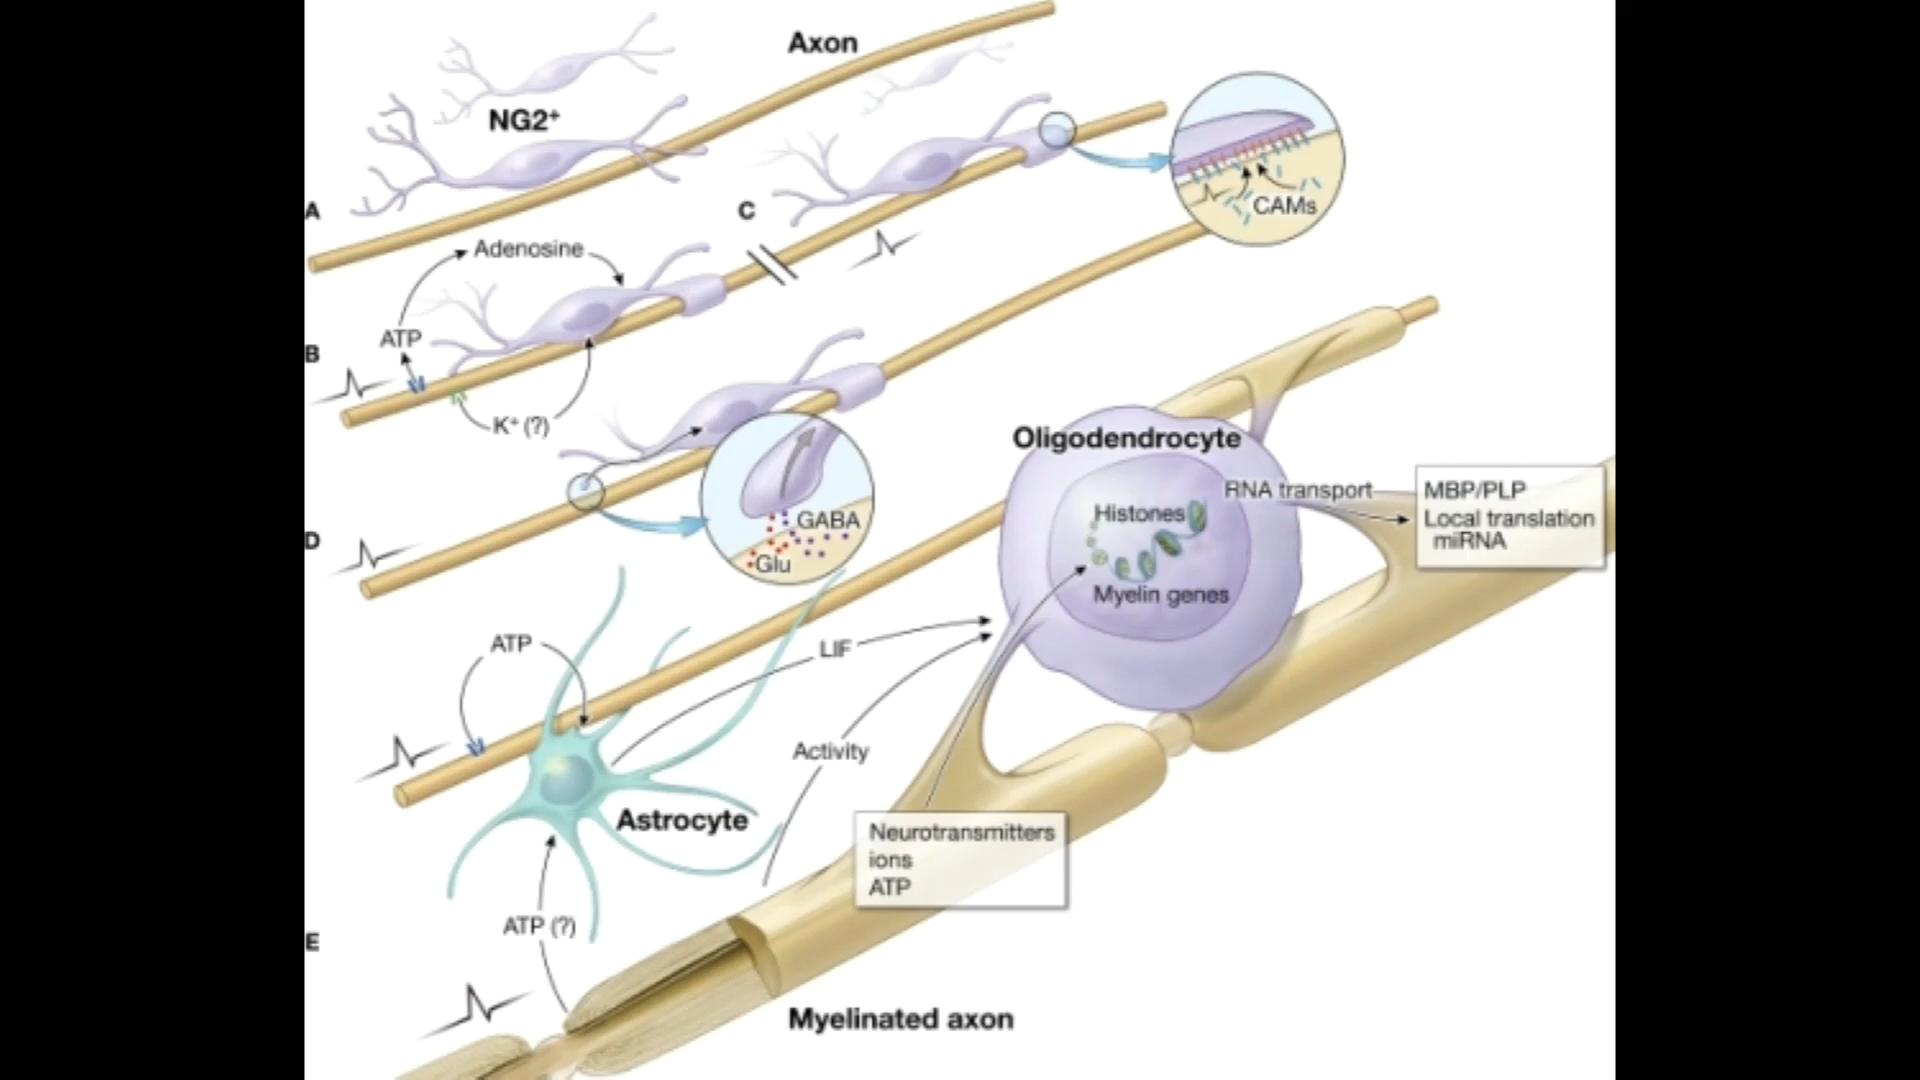 Axon
NG2⁺
A
C
CAMs
Adenosine
ATP
B
K⁺ (?)
Oligodendrocyte
RNA transport
MBP/PLP
Local translation
miRNA
Histones
Myelin genes
D
GABA
Glu
ATP
LIF
Activity
Astrocyte
Neurotransmitters
ions
ATP
ATP (?)
E
Myelinated axon